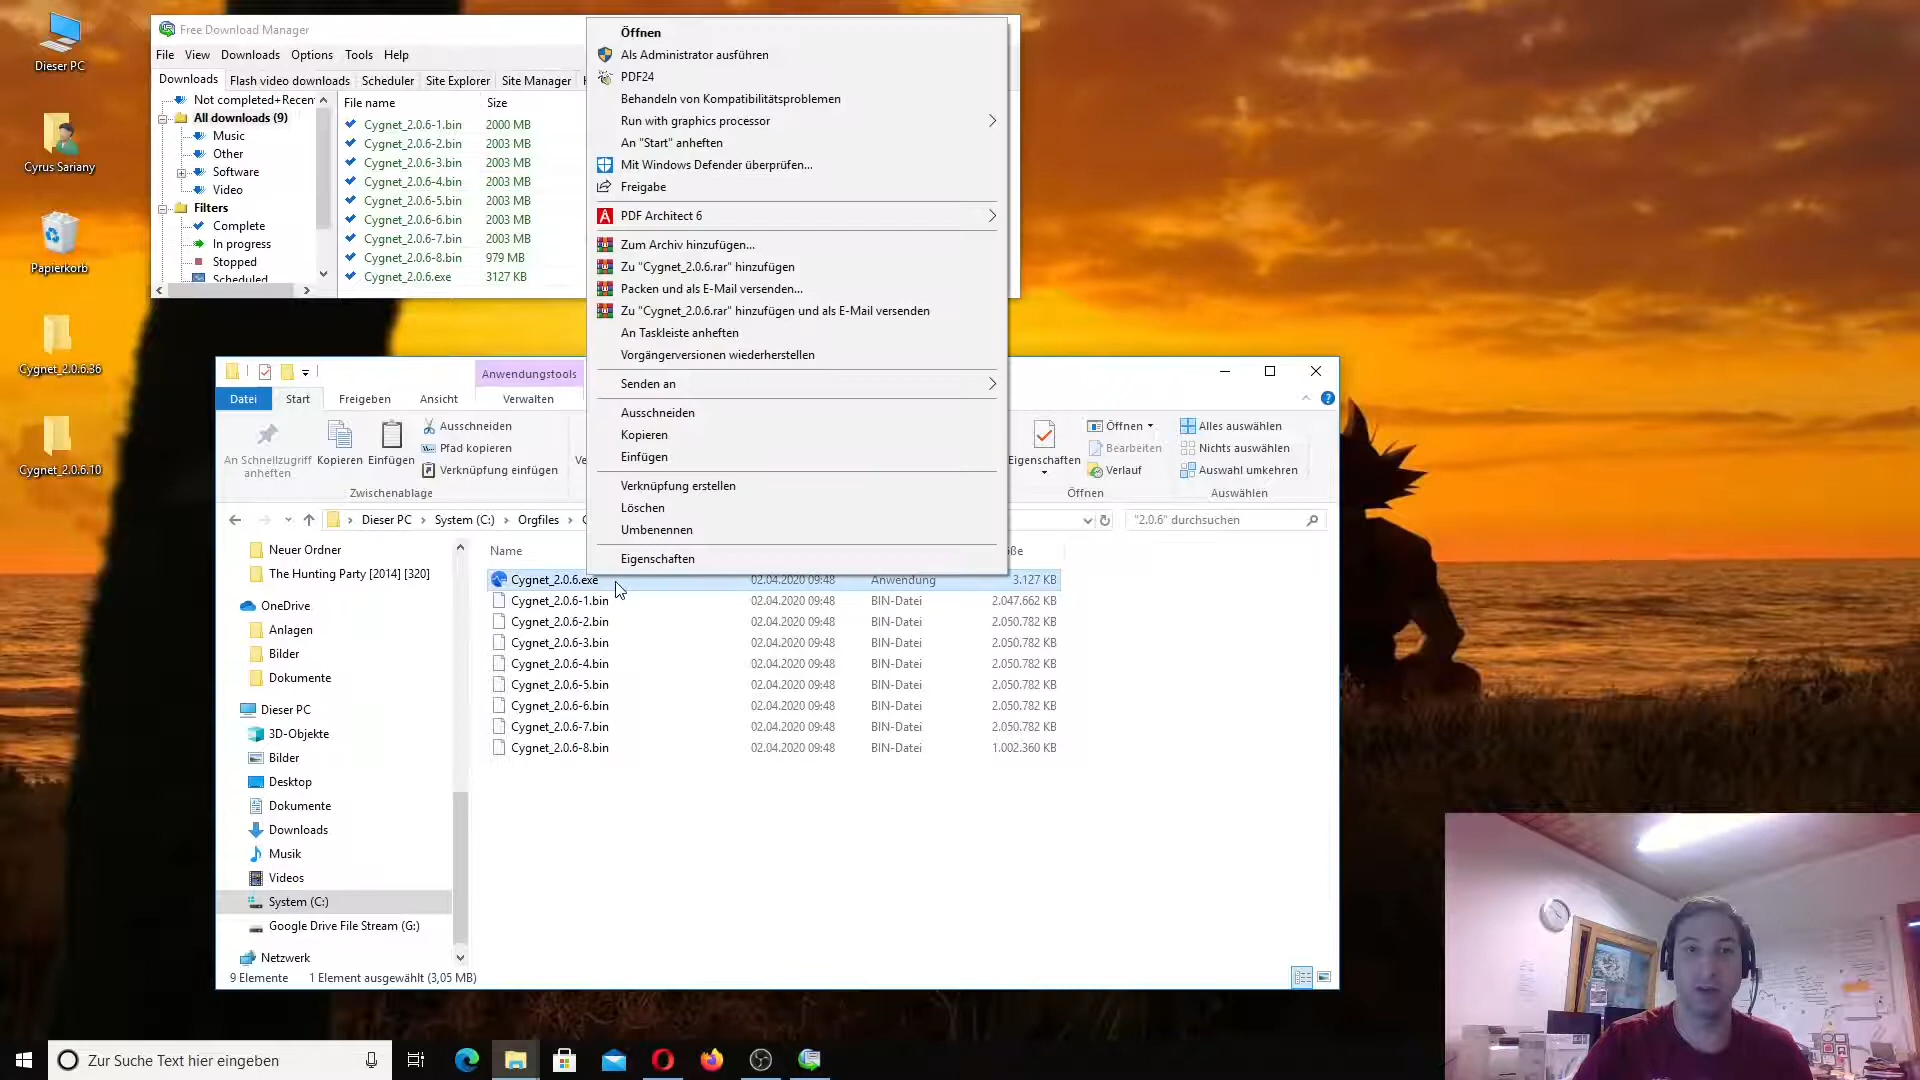 Dieser PC
Cyrus Sariany
Papierkorb
Cygnet_2.0.6.36
Cygnet_2.0.6.10
Free Download Manager
File View Downloads Options Tools Help
Downloads Flash video downloads Scheduler Site Explorer Site Manager
Not completed+Recen
All downloads (9)
Music
Other
Software
Video
Filters
Complete
In progress
Stopped
Scheduled
File name Size
Cygnet_2.0.6-1.bin 2000 MB
Cygnet_2.0.6-2.bin 2003 MB
Cygnet_2.0.6-3.bin 2003 MB
Cygnet_2.0.6-4.bin 2003 MB
Cygnet_2.0.6-5.bin 2003 MB
Cygnet_2.0.6-6.bin 2003 MB
Cygnet_2.0.6-7.bin 2003 MB
Cygnet_2.0.6-8.bin 979 MB
Cygnet_2.0.6.exe 3127 KB
Öffnen
Als Administrator ausführen
PDF24
Behandeln von Kompatibilitätsproblemen
Run with graphics processor
An "Start" anheften
Mit Windows Defender überprüfen...
Freigabe
PDF Architect 6
Zum Archiv hinzufügen...
Zu "Cygnet_2.0.6.rar" hinzufügen
Packen und als E-Mail versenden...
Zu "Cygnet_2.0.6.rar" hinzufügen und als E-Mail versenden
An Taskleiste anheften
Vorgängerversionen wiederherstellen
Senden an
Ausschneiden
Kopieren
Einfügen
Verknüpfung erstellen
Löschen
Umbenennen
Eigenschaften
Anwendungstools
Datei Start Freigeben Ansicht Verwalten
An Schnellzugriff
anheften
Kopieren
Einfügen
Ausschneiden
Pfad kopieren
Verknüpfung einfügen
Zwischenablage
Ve
Eigenschaften
Öffnen
Bearbeiten
Verlauf
Öffnen
Alles auswählen
Nichts auswählen
Auswahl umkehren
Auswählen
Dieser PC System (C:) Orgfiles
"2.0.6" durchsuchen
Neuer Ordner
The Hunting Party [2014] [320]
OneDrive
Anlagen
Bilder
Dokumente
Dieser PC
3D-Objekte
Bilder
Desktop
Dokumente
Downloads
Musik
Videos
System (C:)
Google Drive File Stream (G:)
Netzwerk
Name öße
Cygnet_2.0.6.exe 02.04.2020 09:48 Anwendung 3.127 KB
Cygnet_2.0.6-1.bin 02.04.2020 09:48 BIN-Datei 2.047.662 KB
Cygnet_2.0.6-2.bin 02.04.2020 09:48 BIN-Datei 2.050.782 KB
Cygnet_2.0.6-3.bin 02.04.2020 09:48 BIN-Datei 2.050.782 KB
Cygnet_2.0.6-4.bin 02.04.2020 09:48 BIN-Datei 2.050.782 KB
Cygnet_2.0.6-5.bin 02.04.2020 09:48 BIN-Datei 2.050.782 KB
Cygnet_2.0.6-6.bin 02.04.2020 09:48 BIN-Datei 2.050.782 KB
Cygnet_2.0.6-7.bin 02.04.2020 09:48 BIN-Datei 2.050.782 KB
Cygnet_2.0.6-8.bin 02.04.2020 09:48 BIN-Datei 1.002.360 KB
9 Elemente 1 Element ausgewählt (3,05 MB)
Zur Suche Text hier eingeben